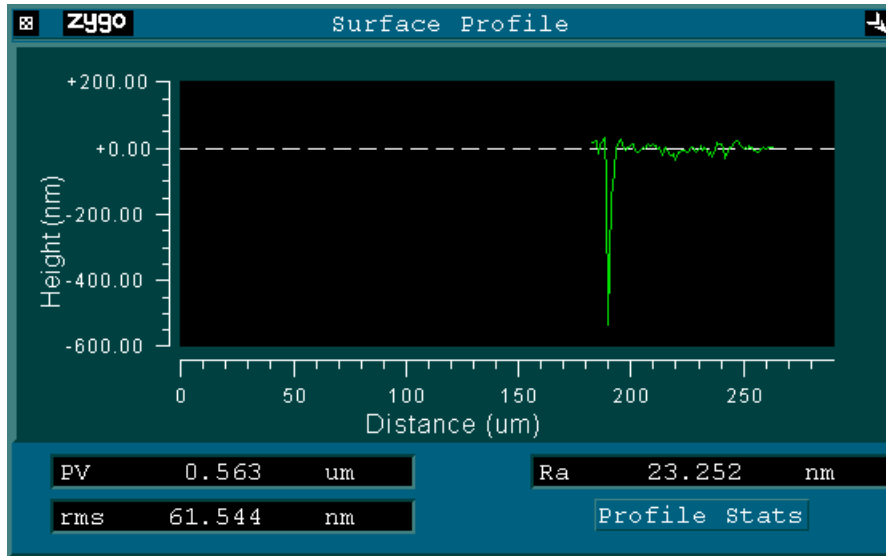 zygo Surface Profile
+200.00
+0.00
-200.00
-400.00
-600.00
Height (nm)
0 50 100 150 200 250
Distance (um)
PV 0.563 um Ra 23.252 nm
rms 61.544 nm Profile Stats